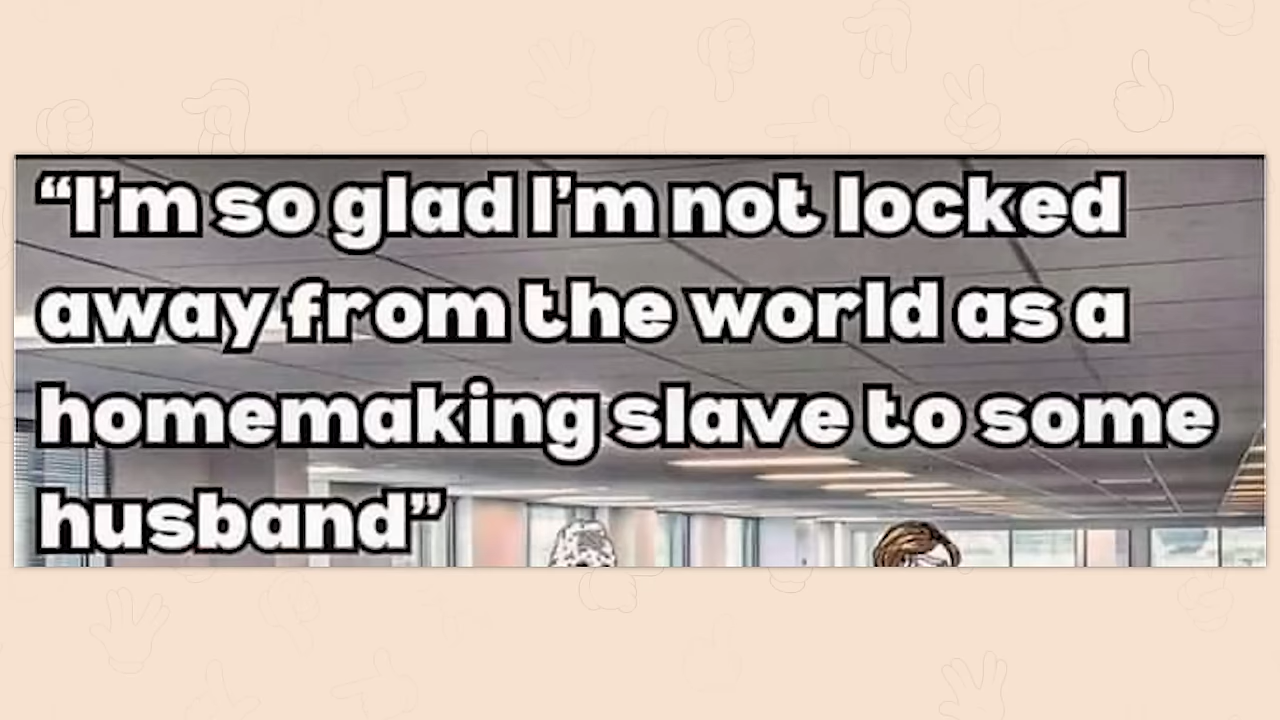 “I’m so glad I’m not locked
away from the world as a
homemaking slave to some
husband”